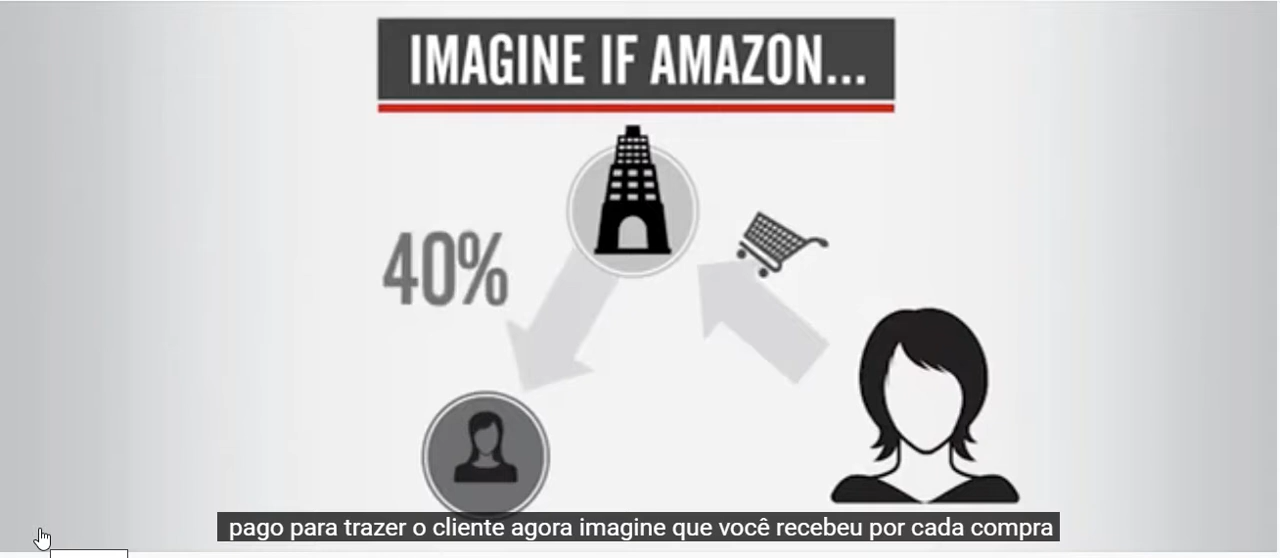 IMAGINE IF AMAZON...
40%
pago para trazer o cliente agora imagine que você recebeu por cada compra